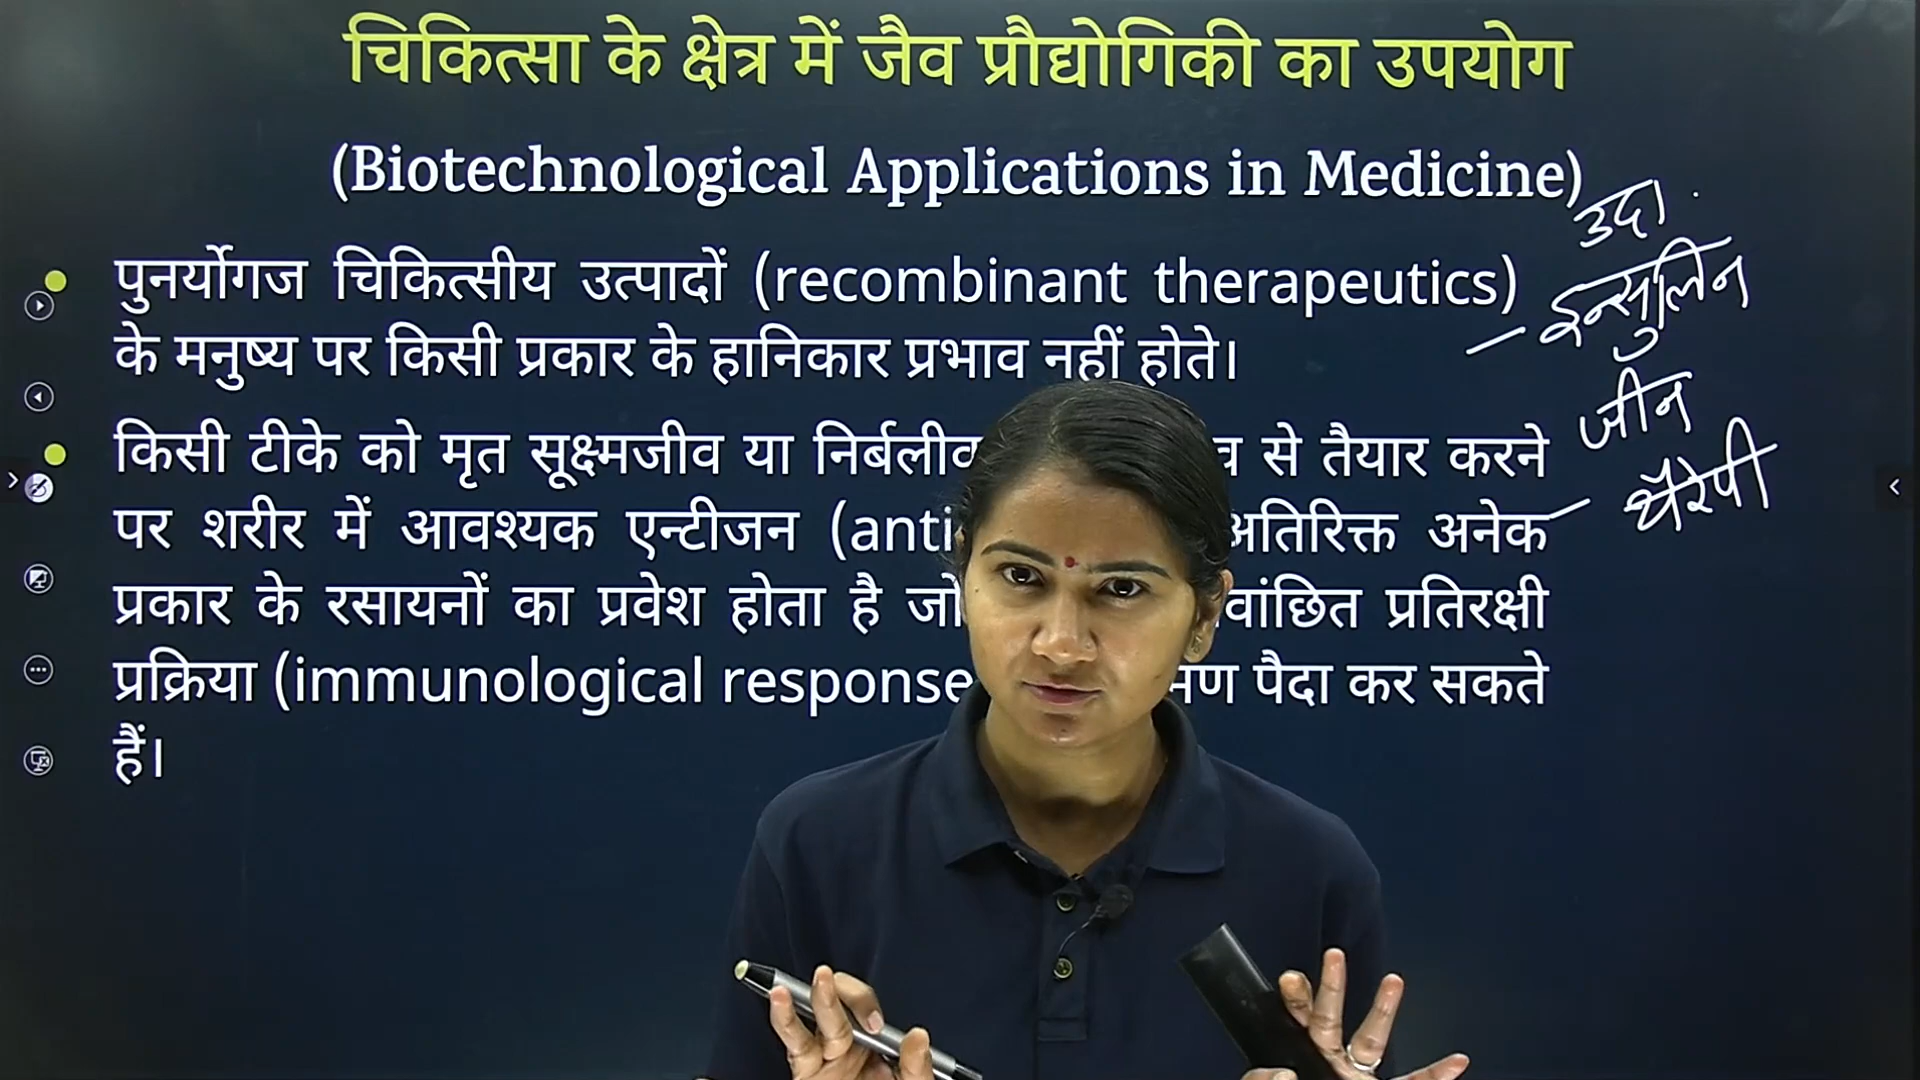 चिकित्सा के क्षेत्र में जैव प्रौद्योगिकी का उपयोग
(Biotechnological Applications in Medicine)
पुनर्योगज चिकित्सीय उत्पादों (recombinant therapeutics)
के मनुष्य पर किसी प्रकार के हानिकार प्रभाव नहीं होते।
किसी टीके को मृत सूक्ष्मजीव या से तैयार करने
पर शरीर में आवश्यक एन्टीजन अतिरिक्त अनेक
प्रकार के रसायनों का प्रवेश होता है जो प्रतिरक्षी
प्रक्रिया (immunological response पैदा कर सकते
हैं।
उदा.
इन्सुलिन
जीन
थैरेपी